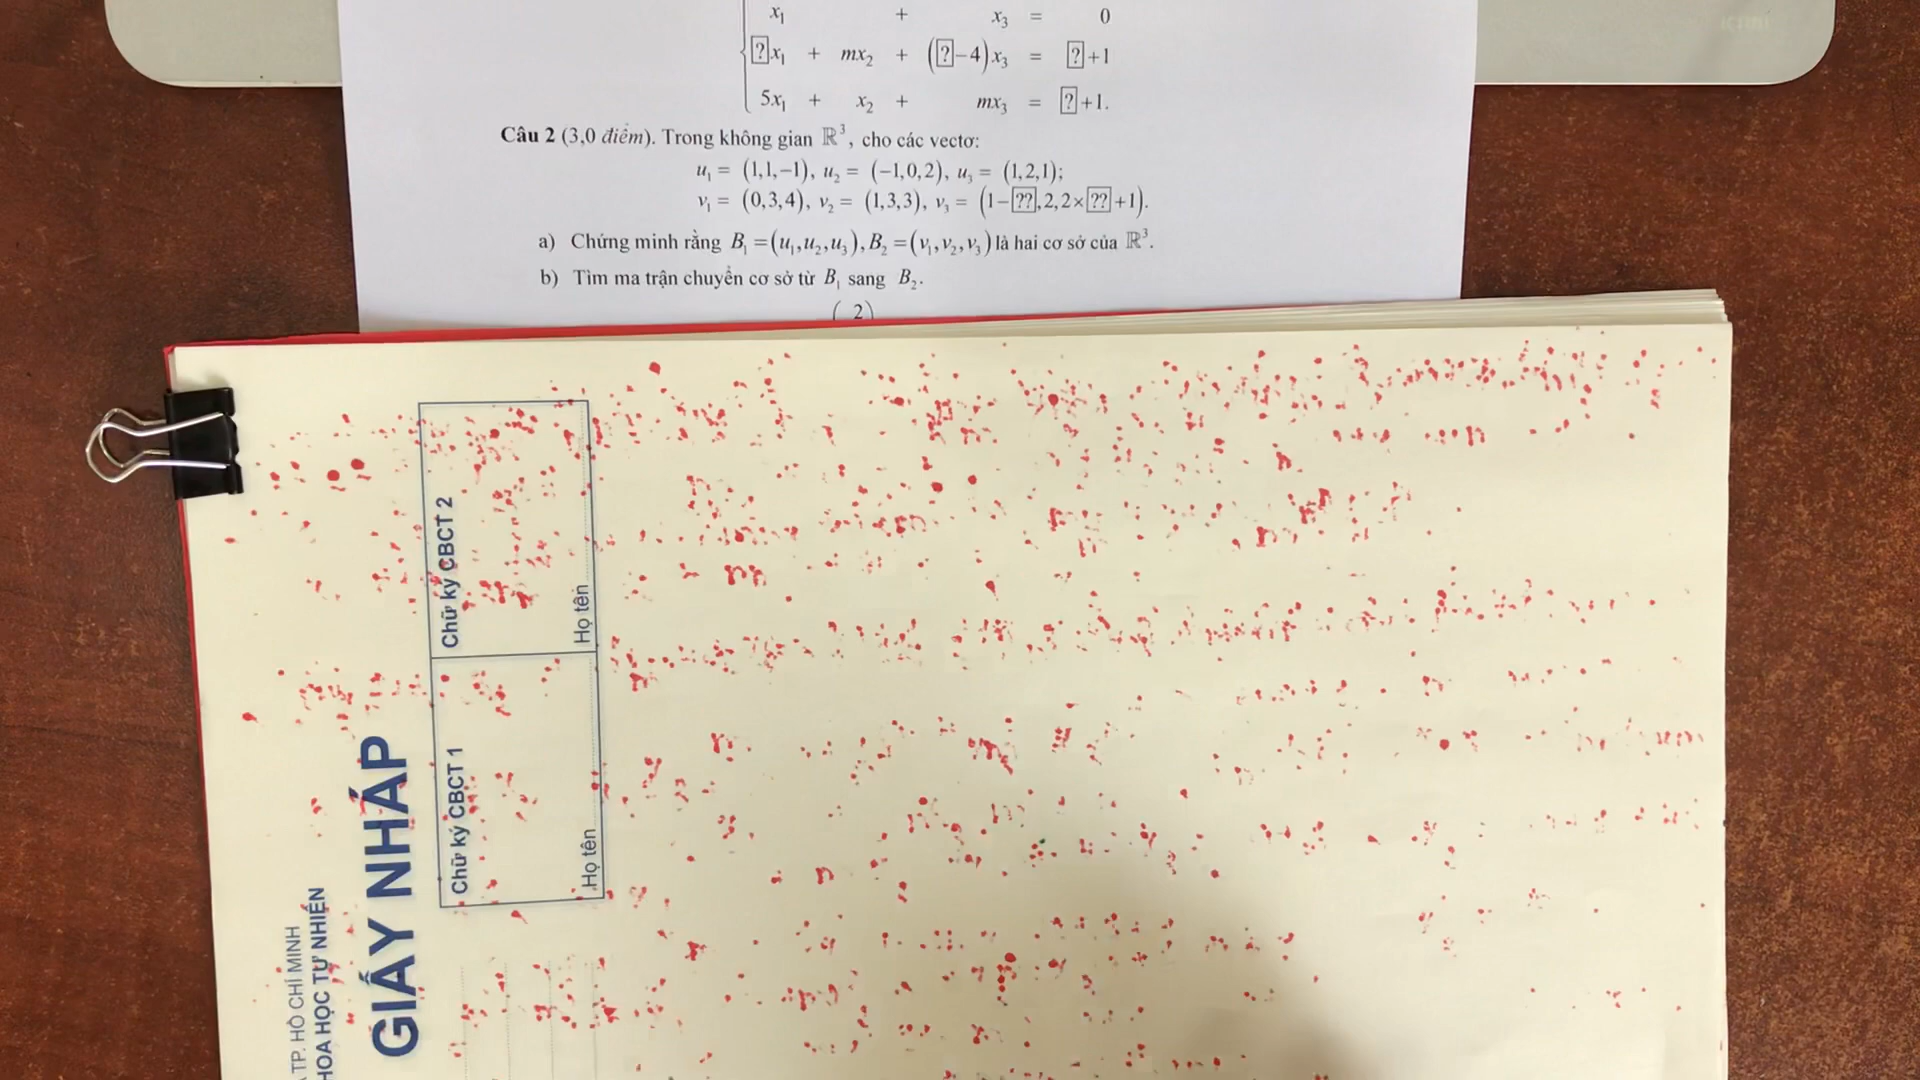 x₁ + x₃ = 0
[?]x₁ + mx₂ + ([?]−4)x₃ = [?]+1
5x₁ + x₂ + mx₃ = [?]+1.
Câu 2 (3,0 điểm). Trong không gian ℝ³, cho các vectơ:
u₁ = (1,1,−1), u₂ = (−1,0,2), u₃ = (1,2,1);
v₁ = (0,3,4), v₂ = (1,3,3), v₃ = (1−[??],2,2×[??]+1).
a) Chứng minh rằng B₁ = (u₁,u₂,u₃), B₂ = (v₁,v₂,v₃) là hai cơ sở của ℝ³.
b) Tìm ma trận chuyển cơ sở từ B₁ sang B₂.
(2)
TP. HỒ CHÍ MINH
KHOA HỌC TỰ NHIÊN
GIẤY NHÁP
Chữ ký CBCT 1
Họ tên
Chữ ký CBCT 2
Họ tên